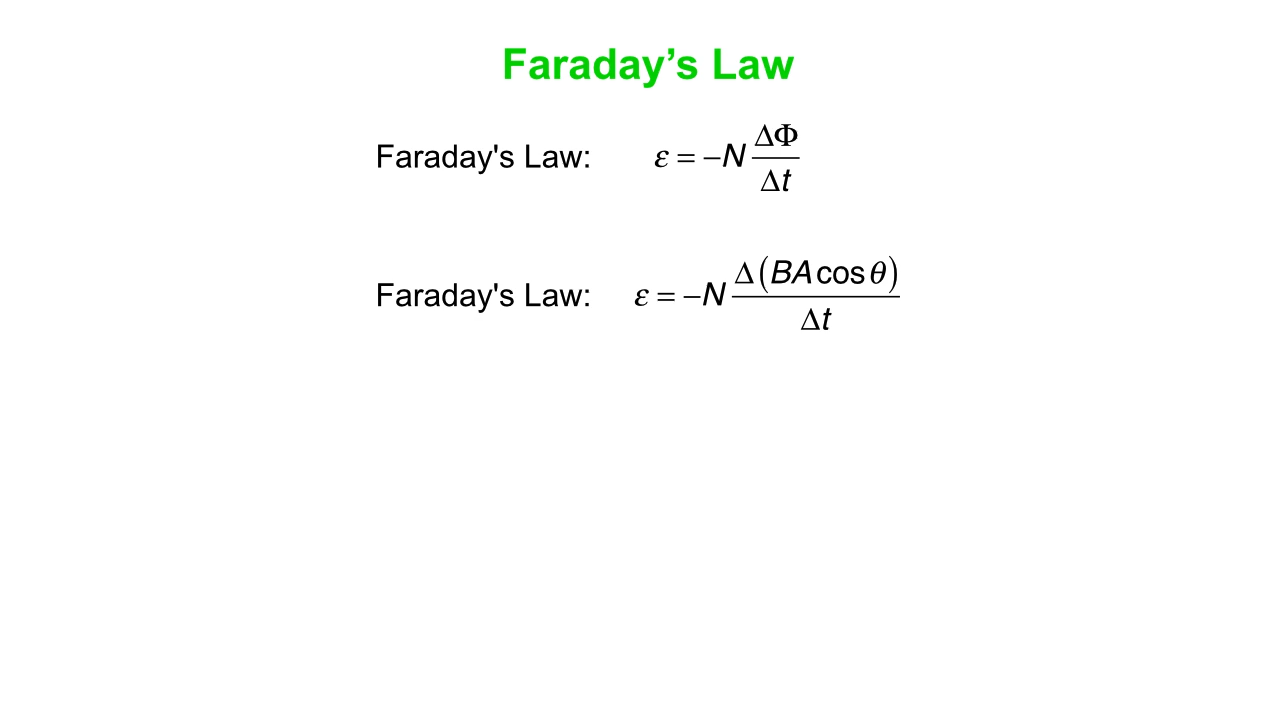 Faraday’s Law
Faraday's Law: ε = –N ΔΦ/Δt
Faraday's Law: ε = –N Δ(BA cos θ)/Δt